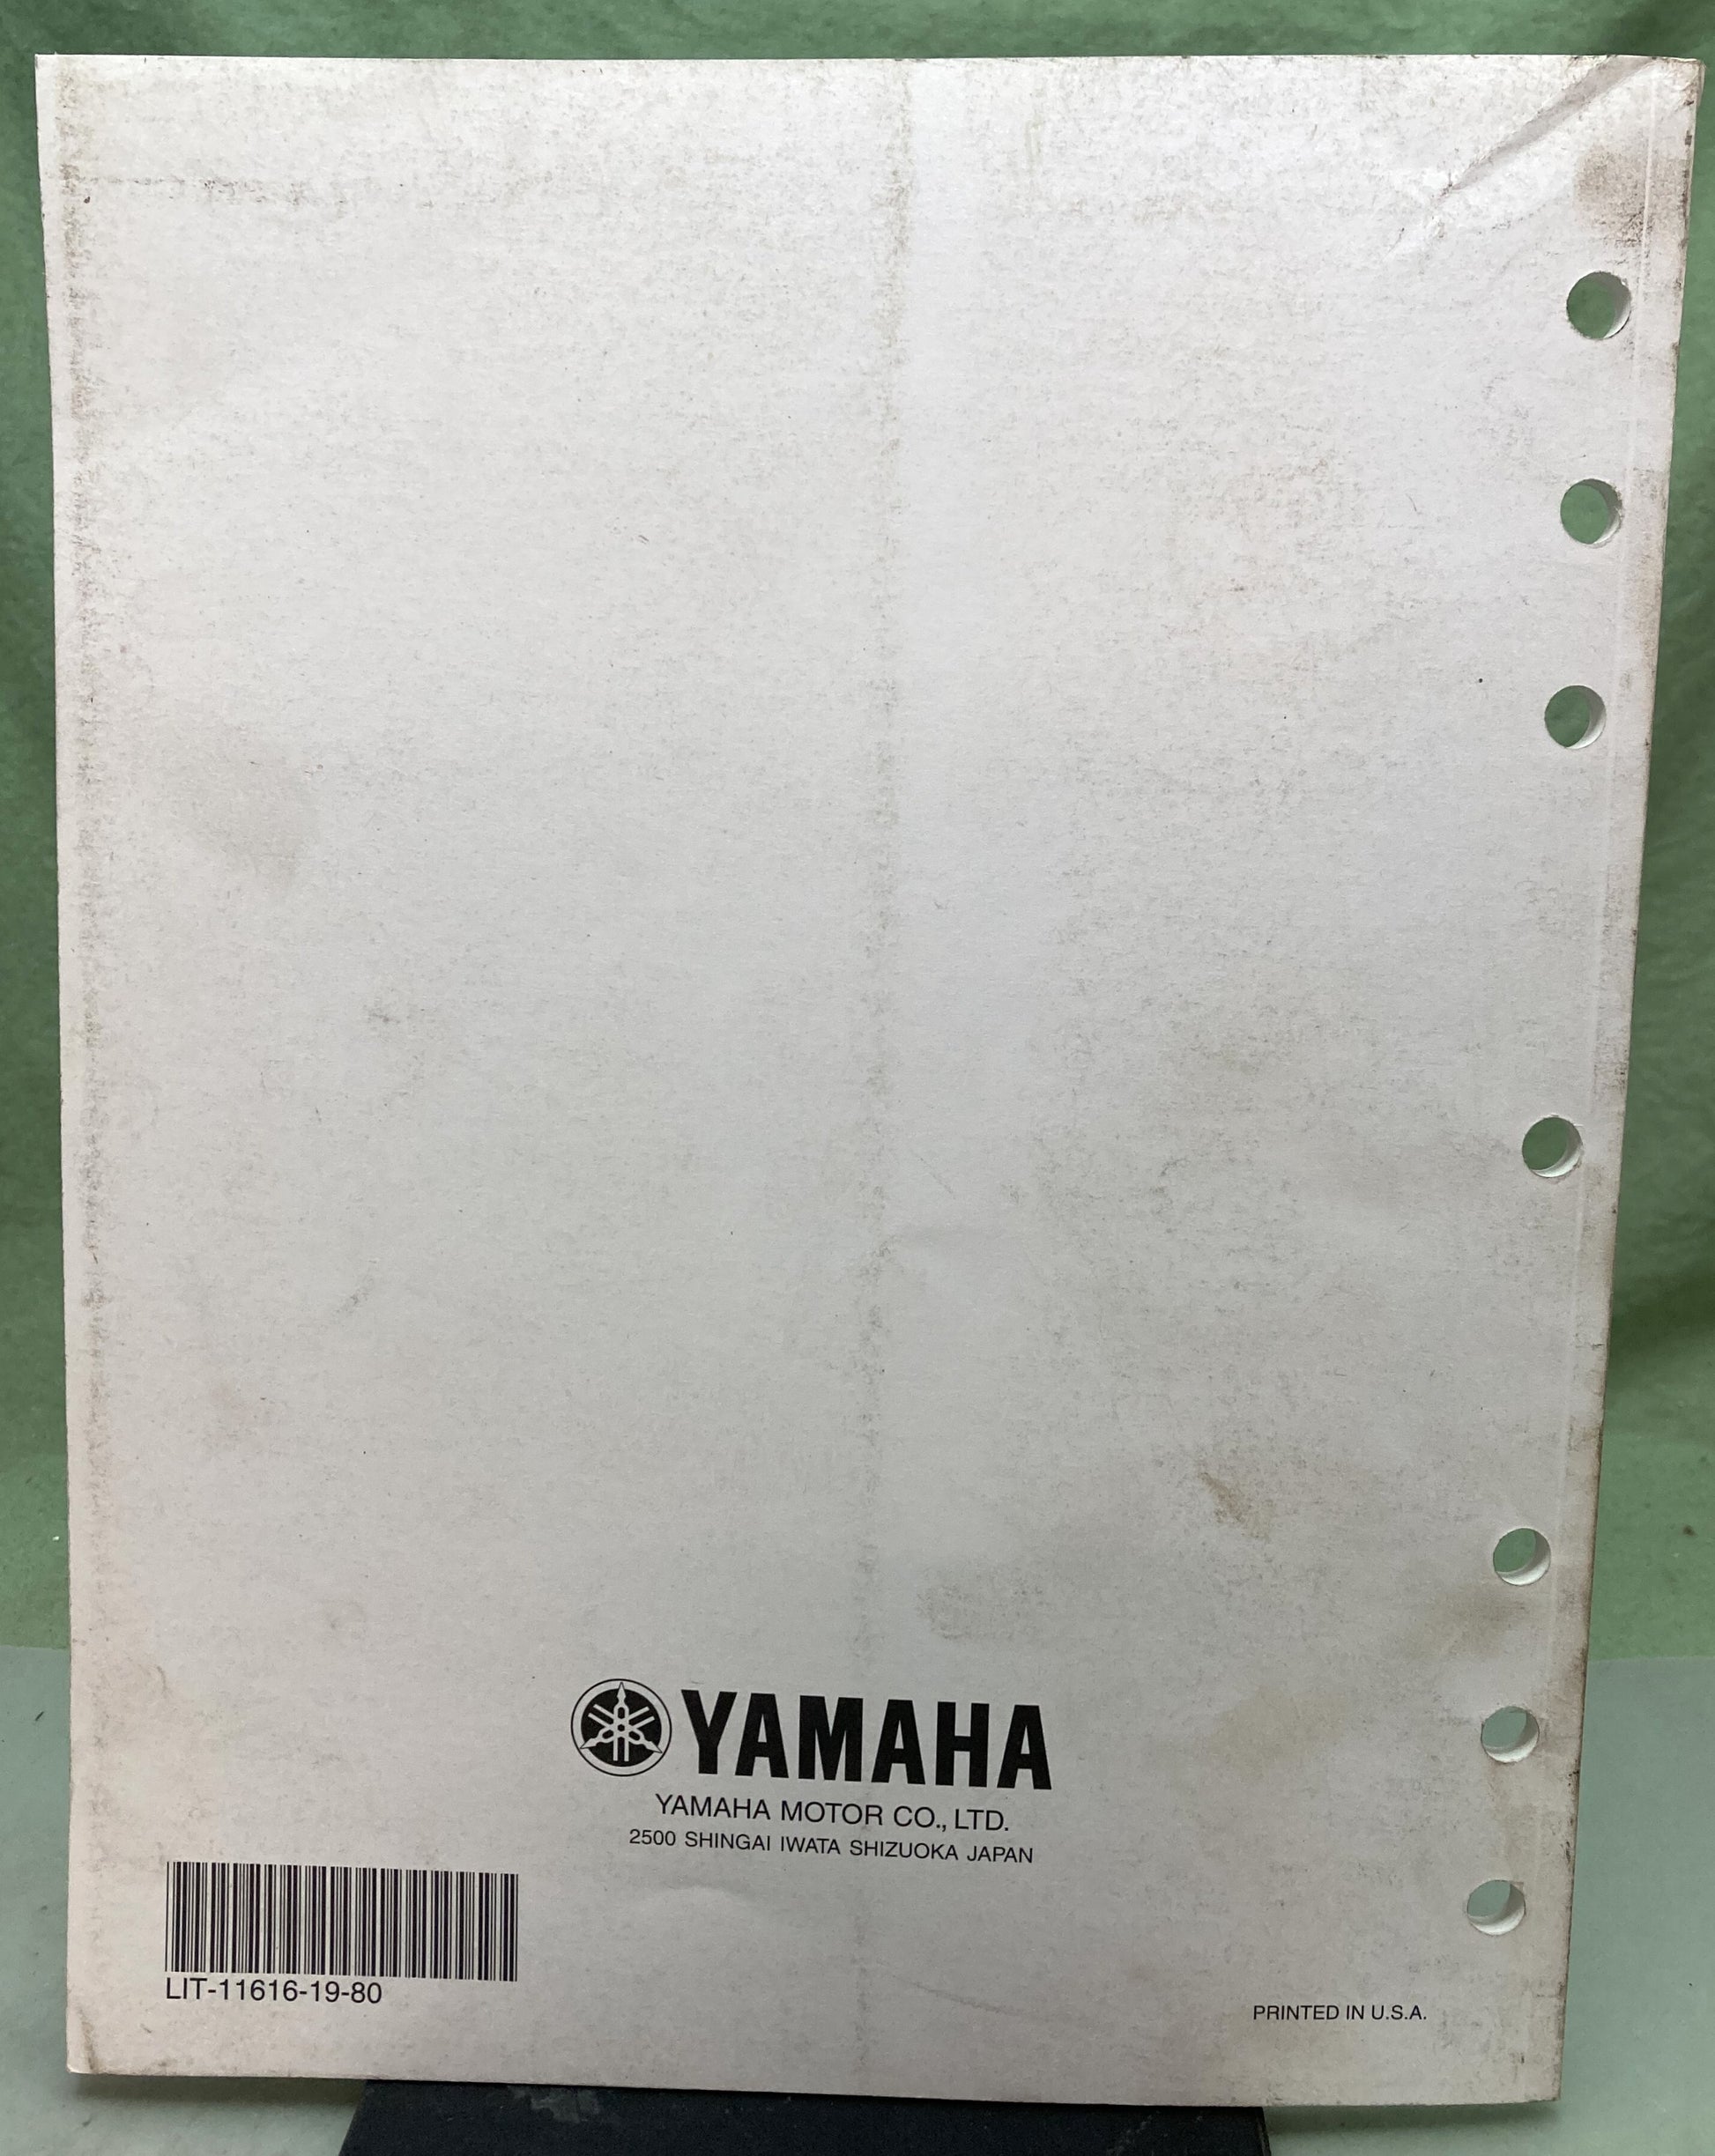 YAMAHA
YAMAHA MOTOR CO., LTD.
2500 SHINGAI IWATA SHIZUOKA JAPAN
LIT-11616-19-80
PRINTED IN U.S.A.